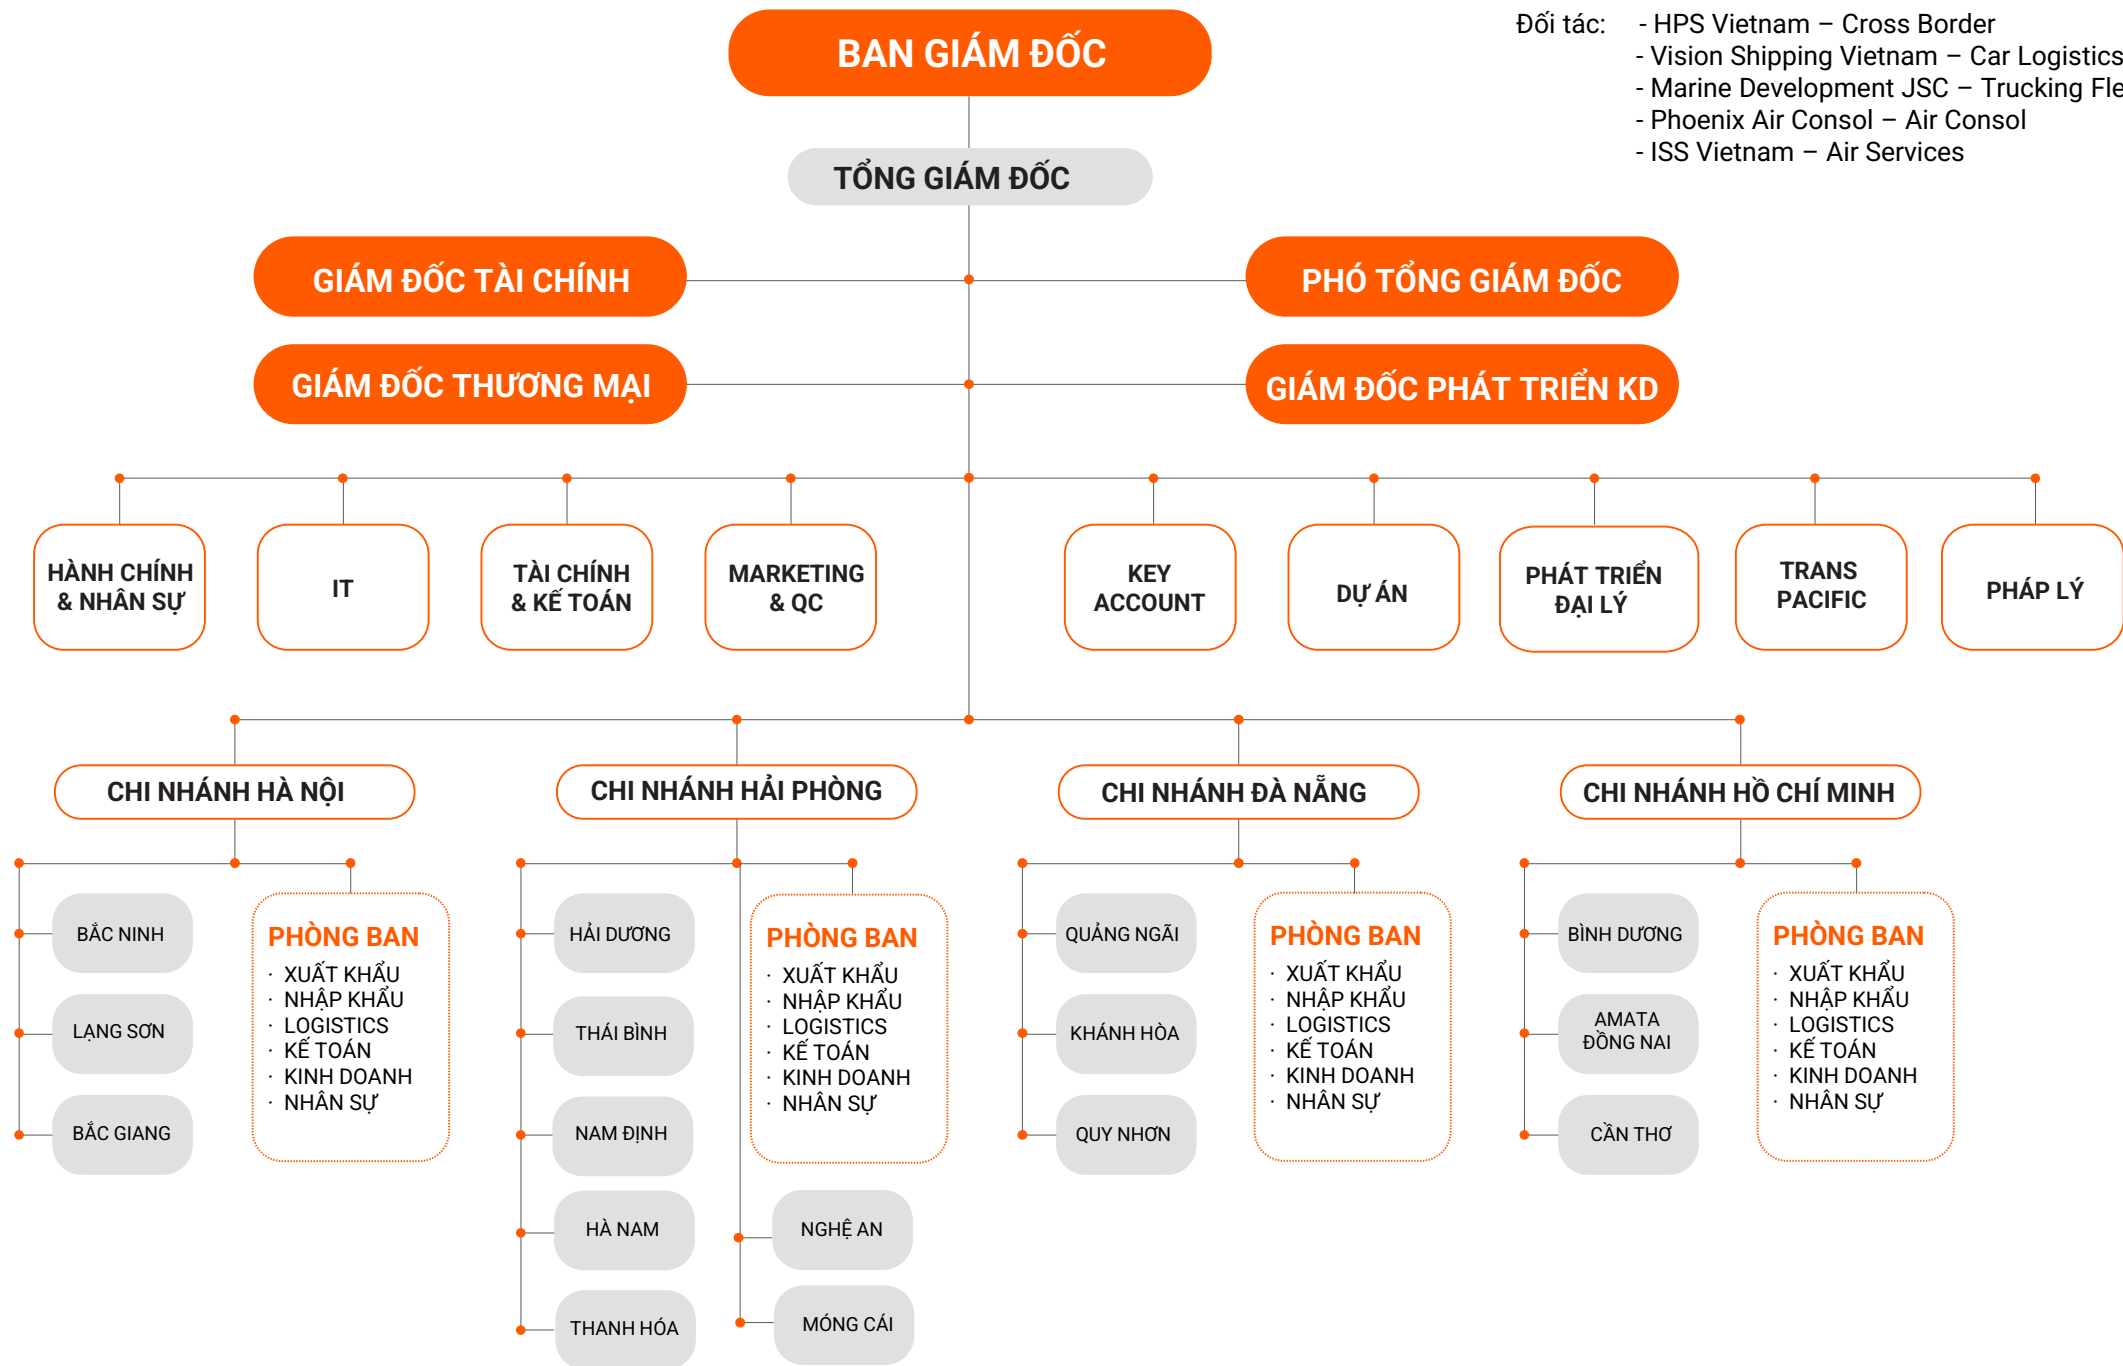 BAN GIÁM ĐỐC
Đối tác: - HPS Vietnam – Cross Border
- Vision Shipping Vietnam – Car Logistics
- Marine Development JSC – Trucking Fle
- Phoenix Air Consol – Air Consol
- ISS Vietnam – Air Services
TỔNG GIÁM ĐỐC
GIÁM ĐỐC TÀI CHÍNH
PHÓ TỔNG GIÁM ĐỐC
GIÁM ĐỐC THƯƠNG MẠI
GIÁM ĐỐC PHÁT TRIỂN KD
HÀNH CHÍNH
& NHÂN SỰ
IT
TÀI CHÍNH
& KẾ TOÁN
MARKETING
& QC
KEY
ACCOUNT
DỰ ÁN
PHÁT TRIỂN
ĐẠI LÝ
TRANS
PACIFIC
PHÁP LÝ
CHI NHÁNH HÀ NỘI
BẮC NINH
LẠNG SƠN
BẮC GIANG
PHÒNG BAN
· XUẤT KHẨU
· NHẬP KHẨU
· LOGISTICS
· KẾ TOÁN
· KINH DOANH
· NHÂN SỰ
CHI NHÁNH HẢI PHÒNG
HẢI DƯƠNG
THÁI BÌNH
NAM ĐỊNH
HÀ NAM
THANH HÓA
PHÒNG BAN
· XUẤT KHẨU
· NHẬP KHẨU
· LOGISTICS
· KẾ TOÁN
· KINH DOANH
· NHÂN SỰ
NGHỆ AN
MÓNG CÁI
CHI NHÁNH ĐÀ NẴNG
QUẢNG NGÃI
KHÁNH HÒA
QUY NHƠN
PHÒNG BAN
· XUẤT KHẨU
· NHẬP KHẨU
· LOGISTICS
· KẾ TOÁN
· KINH DOANH
· NHÂN SỰ
CHI NHÁNH HỒ CHÍ MINH
BÌNH DƯƠNG
AMATA
ĐỒNG NAI
CẦN THƠ
PHÒNG BAN
· XUẤT KHẨU
· NHẬP KHẨU
· LOGISTICS
· KẾ TOÁN
· KINH DOANH
· NHÂN SỰ